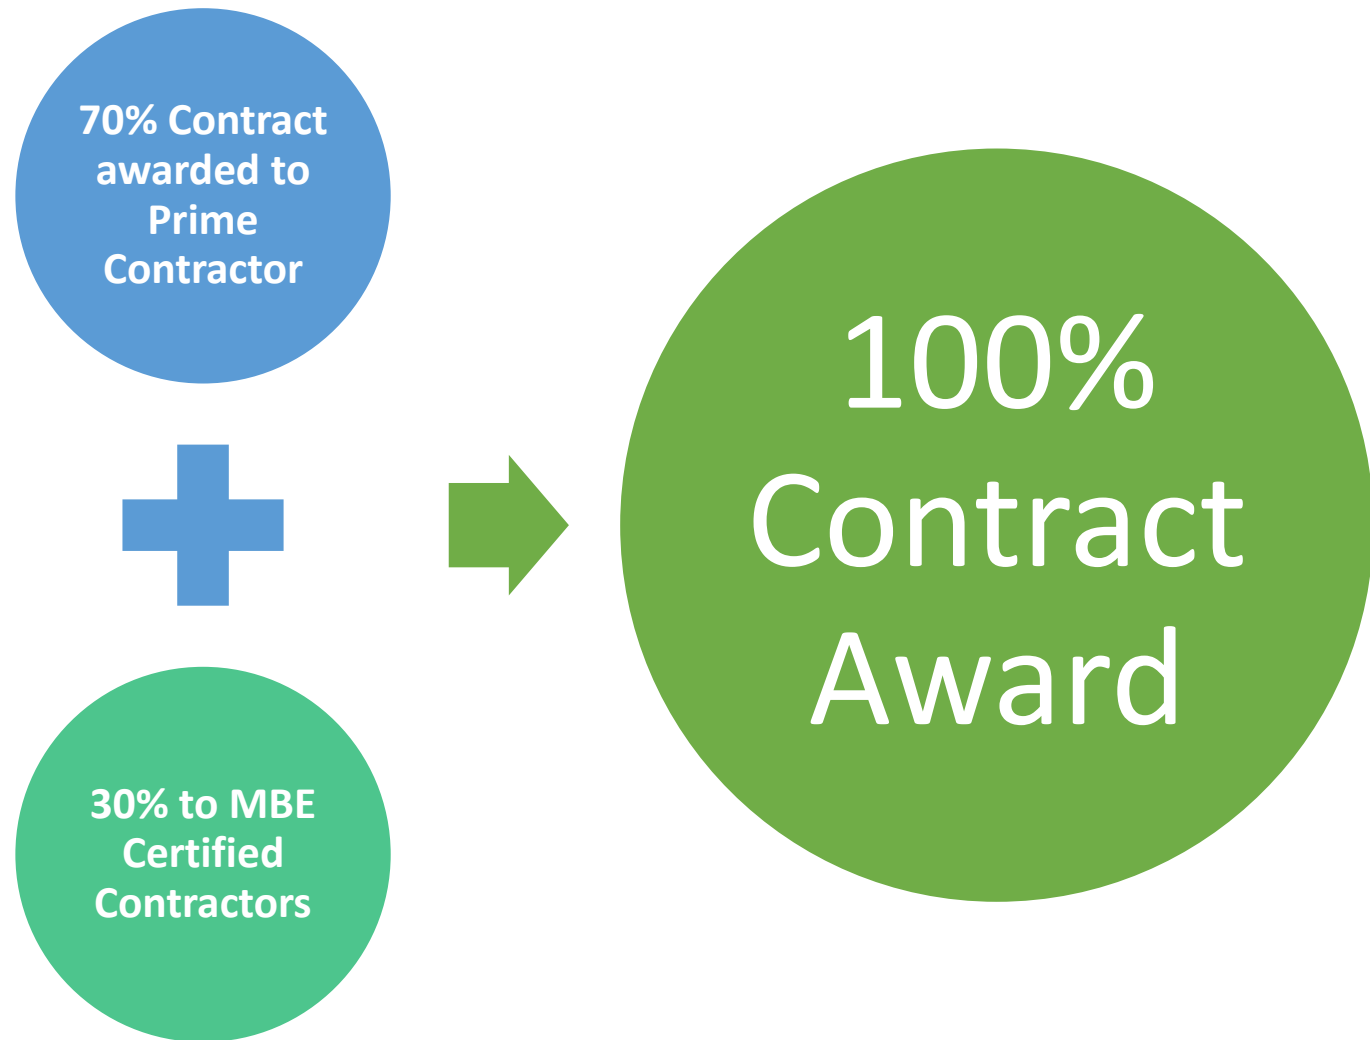 70% Contract
awarded to
Prime
Contractor
30% to MBE
Certified
Contractors
100%
Contract
Award